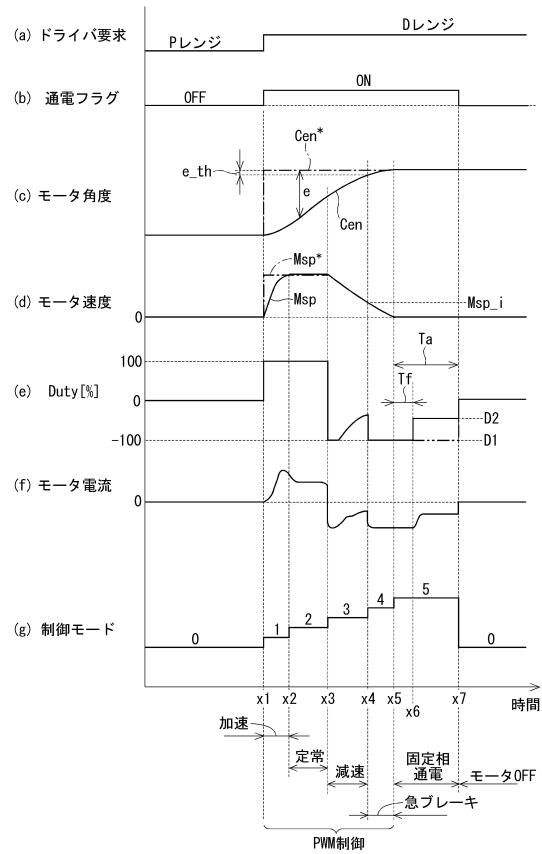 (a) ドライバ要求
Pレンジ
Dレンジ
(b) 通電フラグ
OFF
ON
Cen*
e_th
(c) モータ角度
e
Cen
Msp*
(d) モータ速度
Msp
Msp_i
0
Ta
100
Tf
(e) Duty[%]
0
D2
-100
D1
(f) モータ電流
0
(g) 制御モード
0
1
2
3
4
5
0
x1 x2 x3 x4 x5 x7
x6
時間
加速
定常
減速
固定相
通電
モータOFF
急ブレーキ
PWM制御